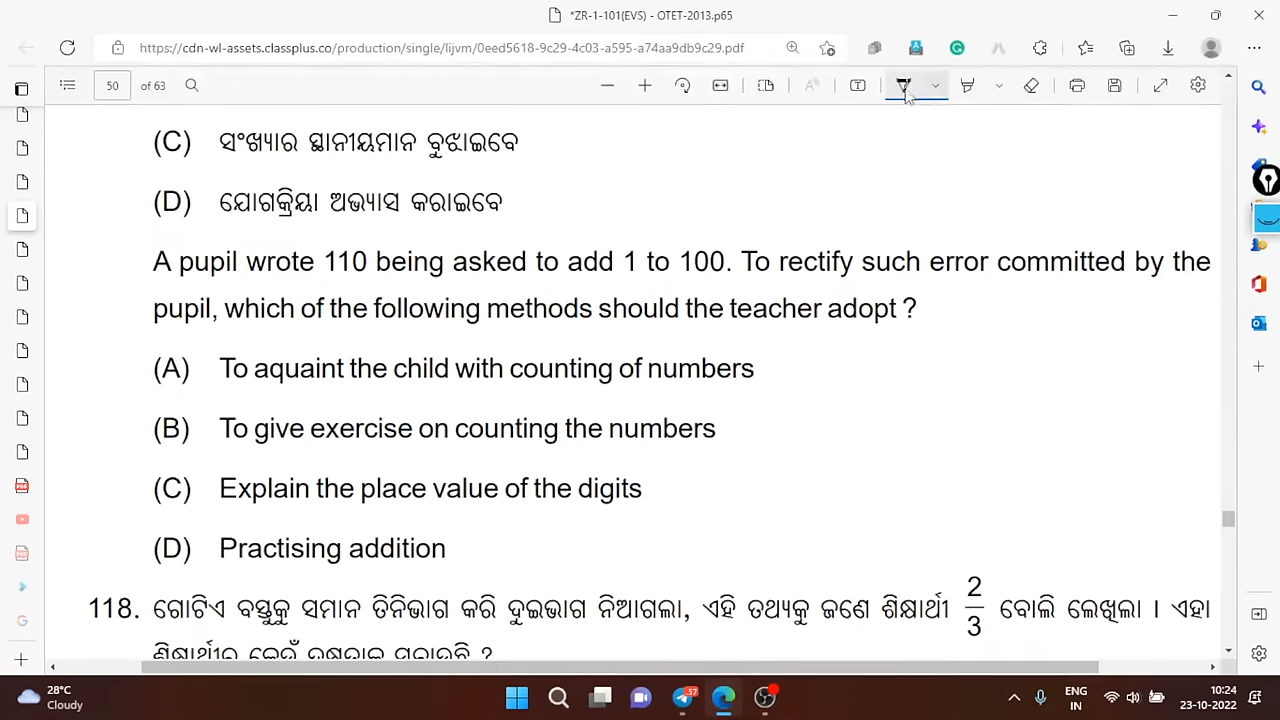 *ZR-1-101(EVS) - OTET-2013.p65
https://cdn-wl-assets.classplus.co/production/single/lijvm/0eed5618-9c29-4c03-a595-a74aa9db9c29.pdf
50 of 63
(C) ସଂଖ୍ୟାର ସ୍ଥାନୀୟମାନ ବୁଝାଇବେ
(D) ଯୋଗକ୍ରିୟା ଅଭ୍ୟାସ କରାଇବେ
A pupil wrote 110 being asked to add 1 to 100. To rectify such error committed by the
pupil, which of the following methods should the teacher adopt ?
(A) To aquaint the child with counting of numbers
(B) To give exercise on counting the numbers
(C) Explain the place value of the digits
(D) Practising addition
118. ଗୋଟିଏ ବସ୍ତୁକୁ ସମାନ ତିନିଭାଗ କରି ଦୁଇଭାଗ ନିଆଗଲା, ଏହି ତଥ୍ୟକୁ ଜଣେ ଶିକ୍ଷାର୍ଥୀ 2/3 ବୋଲି ଲେଖିଲା । ଏହା
28°C
Cloudy
57
ENG
IN
10:24
23-10-2022